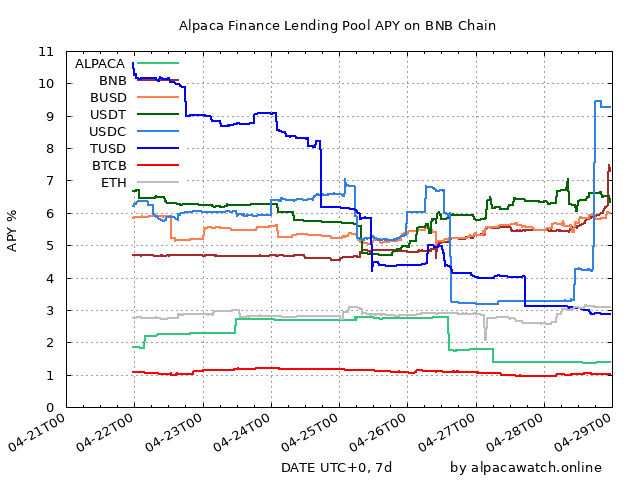 Alpaca Finance Lending Pool APY on BNB Chain
11
10
9
8
7
6
5
4
3
2
1
0
APY %
ALPACA
BNB
BUSD
USDT
USDC
TUSD
BTCB
ETH
04-21T00
04-22T00
04-23T00
04-24T00
04-25T00
04-26T00
04-27T00
04-28T00
04-29T00
DATE UTC+0, 7d
by alpacawatch.online